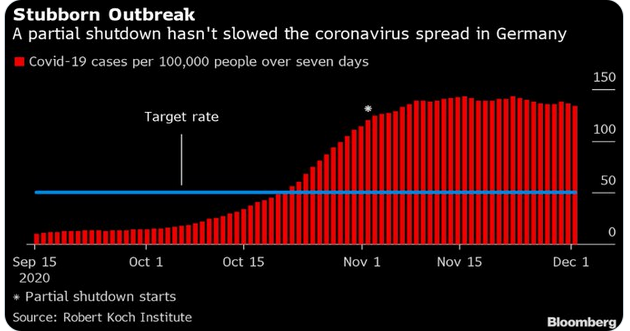 Stubborn Outbreak
A partial shutdown hasn't slowed the coronavirus spread in Germany
Covid-19 cases per 100,000 people over seven days
150
Target rate
100
50
0
Sep 15 Oct 1 Oct 15 Nov 1 Nov 15 Dec 1
2020
* Partial shutdown starts
Source: Robert Koch Institute
Bloomberg